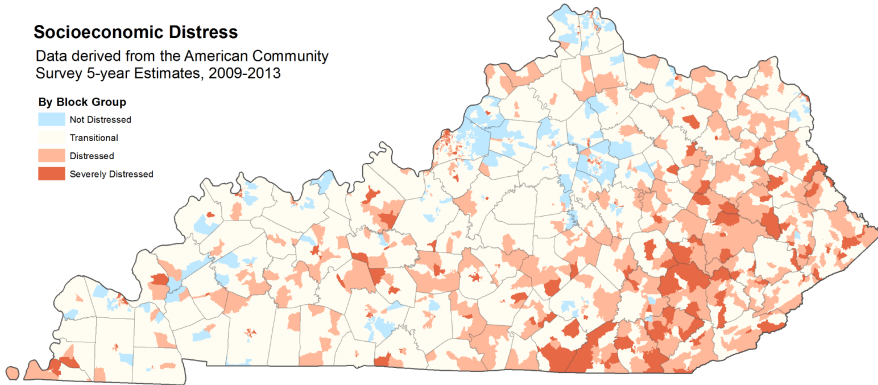 Socioeconomic Distress
Data derived from the American Community
Survey 5-year Estimates, 2009-2013
By Block Group
Not Distressed
Transitional
Distressed
Severely Distressed